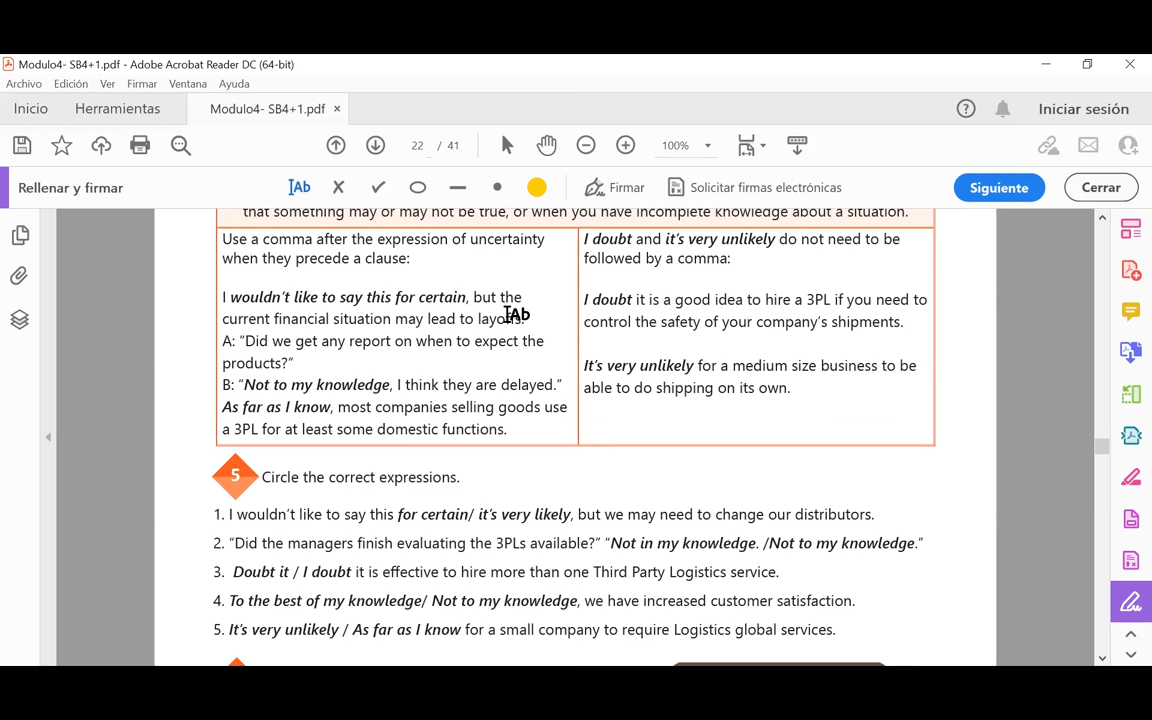 Modulo4- SB4+1.pdf - Adobe Acrobat Reader DC (64-bit)
Archivo Edición Ver Firmar Ventana Ayuda
Inicio Herramientas Modulo4- SB4+1.pdf × Iniciar sesión
22 / 41 100%
Rellenar y firmar IAb Firmar Solicitar firmas electrónicas Siguiente Cerrar
that something may or may not be true, or when you have incomplete knowledge about a situation.
Use a comma after the expression of uncertainty
when they precede a clause:
I wouldn't like to say this for certain, but the
current financial situation may lead to layoffs.
A: "Did we get any report on when to expect the
products?"
B: "Not to my knowledge, I think they are delayed."
As far as I know, most companies selling goods use
a 3PL for at least some domestic functions.
I doubt and it's very unlikely do not need to be
followed by a comma:
I doubt it is a good idea to hire a 3PL if you need to
control the safety of your company's shipments.
It's very unlikely for a medium size business to be
able to do shipping on its own.
IAb
5 Circle the correct expressions.
1. I wouldn't like to say this for certain/ it's very likely, but we may need to change our distributors.
2. "Did the managers finish evaluating the 3PLs available?" "Not in my knowledge. /Not to my knowledge."
3. Doubt it / I doubt it is effective to hire more than one Third Party Logistics service.
4. To the best of my knowledge/ Not to my knowledge, we have increased customer satisfaction.
5. It's very unlikely / As far as I know for a small company to require Logistics global services.